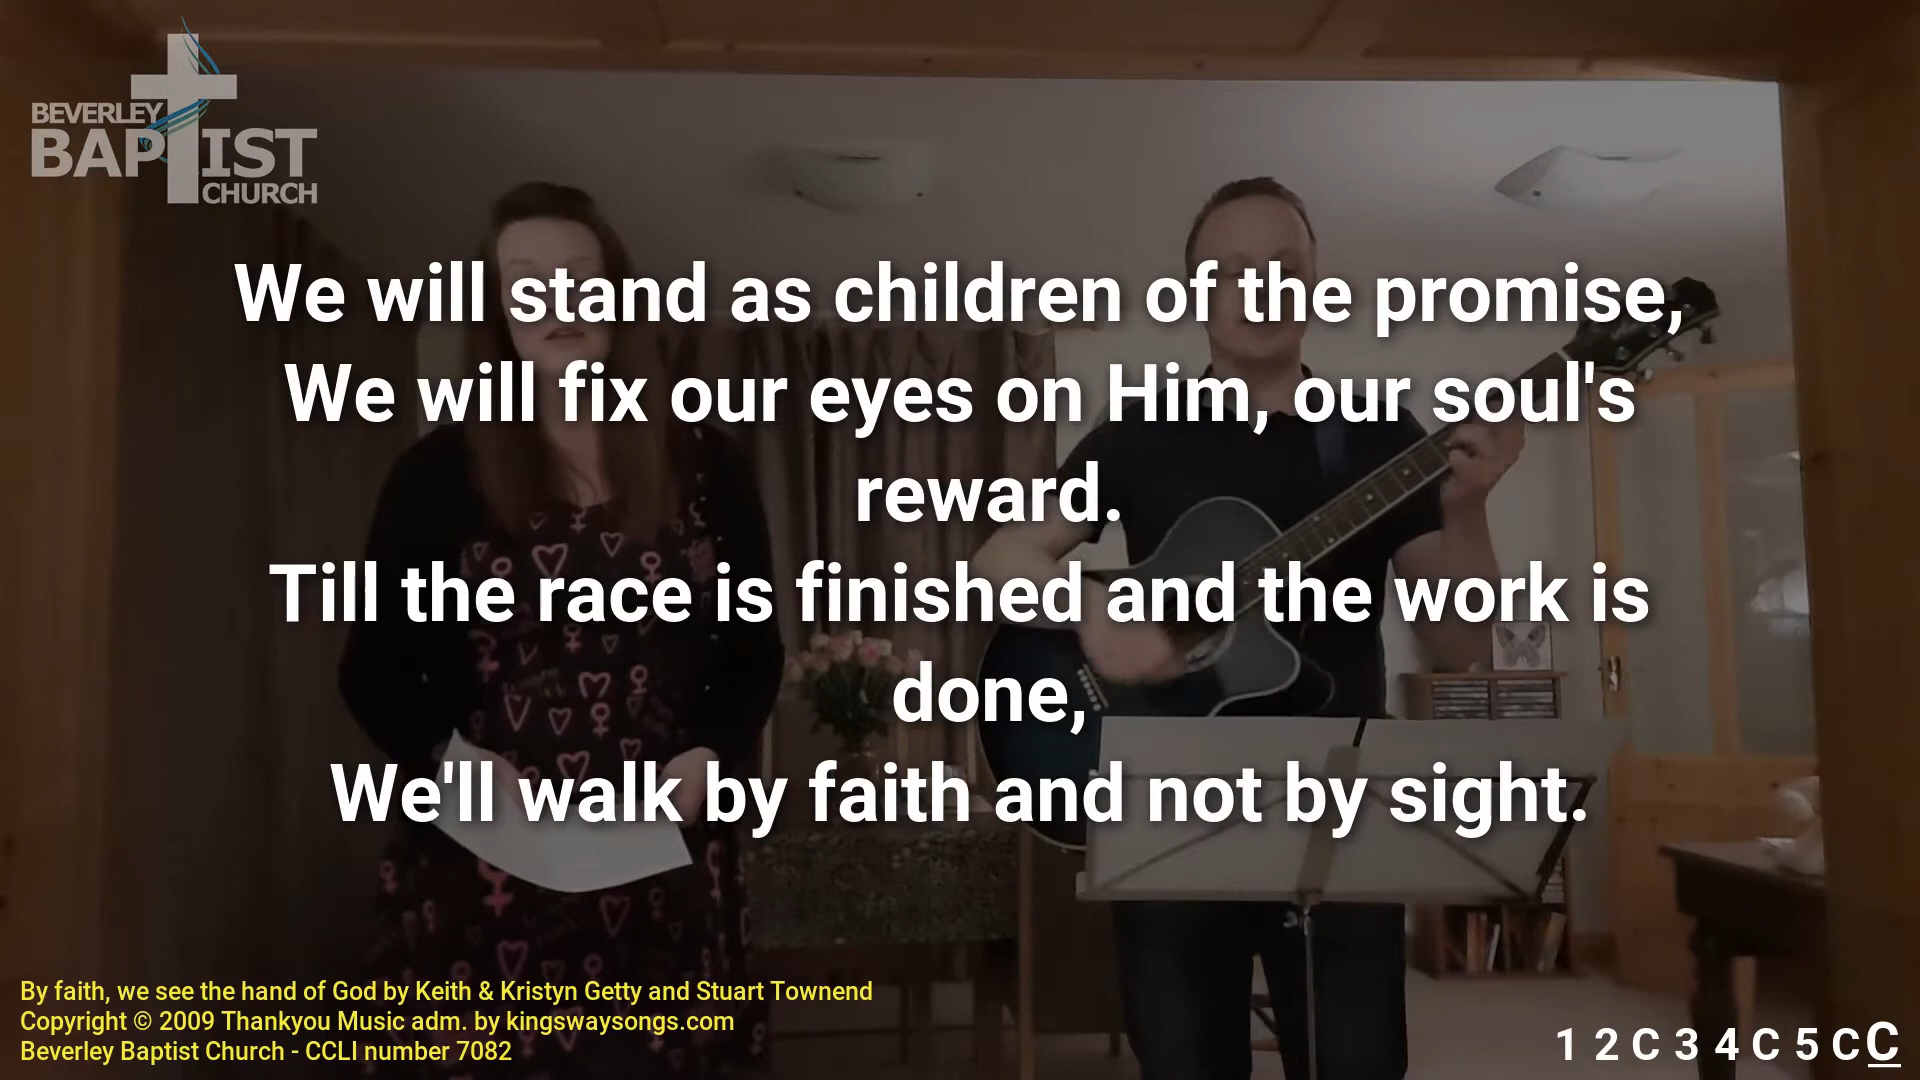 BEVERLEY
BAPTIST
CHURCH
We will stand as children of the promise,
We will fix our eyes on Him, our soul's
reward.
Till the race is finished and the work is
done,
We'll walk by faith and not by sight.
By faith, we see the hand of God by Keith & Kristyn Getty and Stuart Townend
Copyright © 2009 Thankyou Music adm. by kingswaysongs.com
Beverley Baptist Church - CCLI number 7082
1 2 C 3 4 C 5 C C